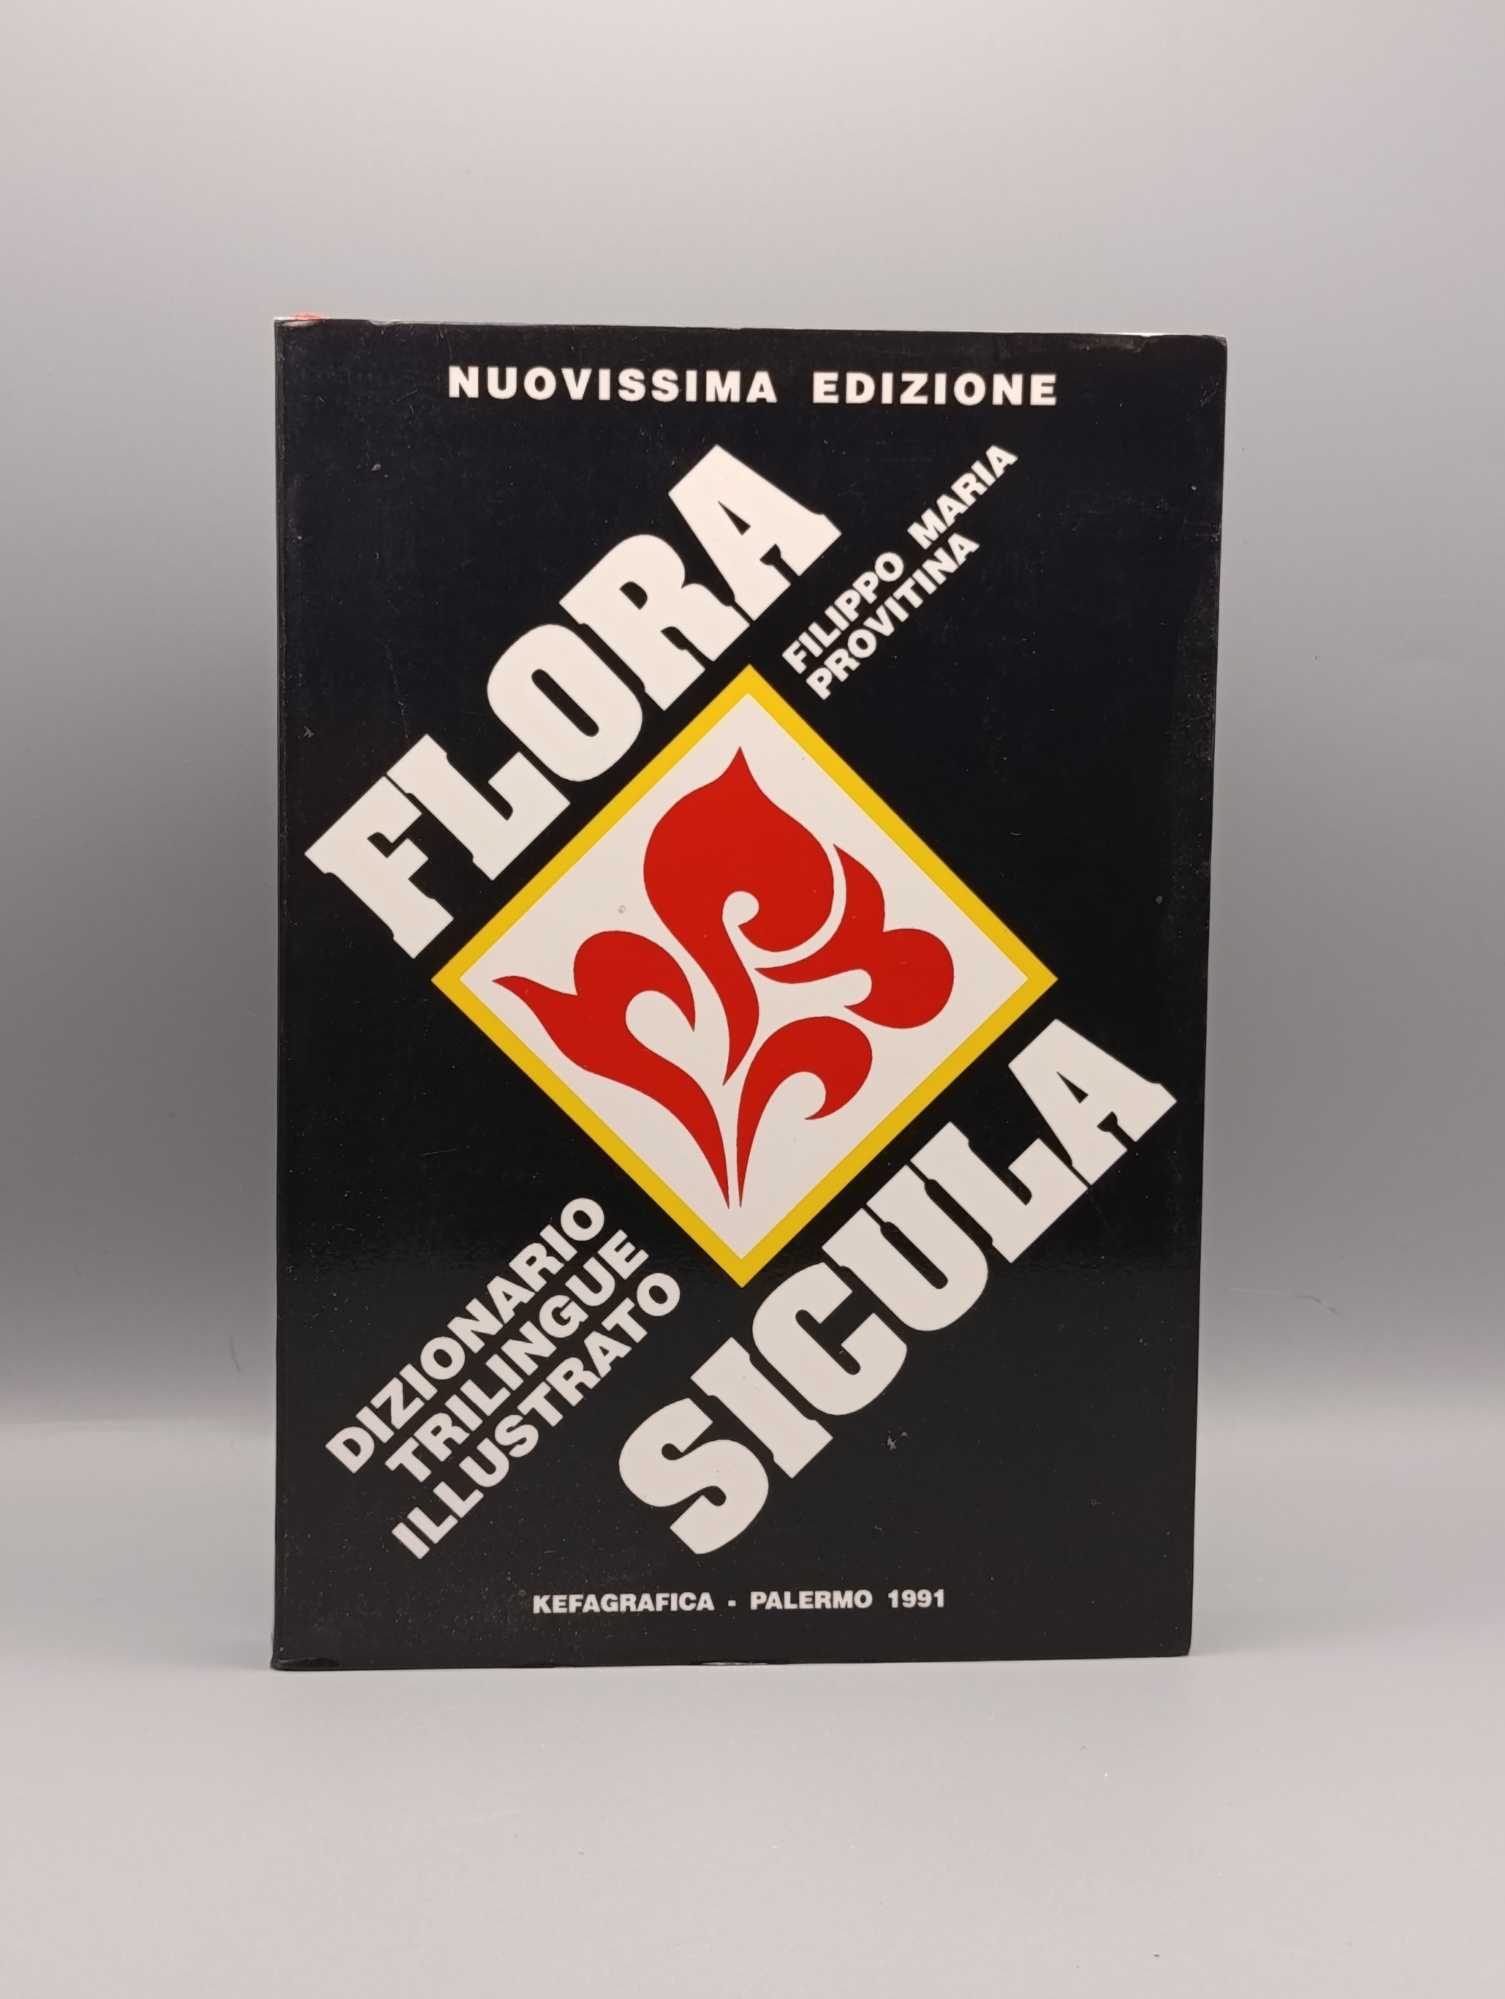 NUOVISSIMA EDIZIONE
FLORA
FILIPPO MARIA
PROVITINA
DIZIONARIO
TRILINGUE
ILLUSTRATO
SICULA
KEFAGRAFICA - PALERMO 1991